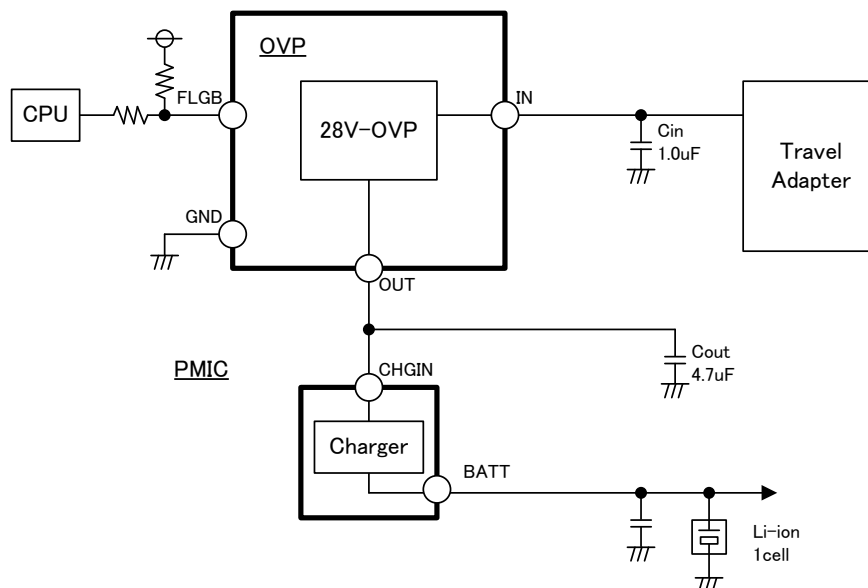 OVP
CPU
FLGB
28V-OVP
IN
Cin
1.0uF
Travel
Adapter
GND
OUT
PMIC
CHGIN
Cout
4.7uF
Charger
BATT
Li-ion
1cell